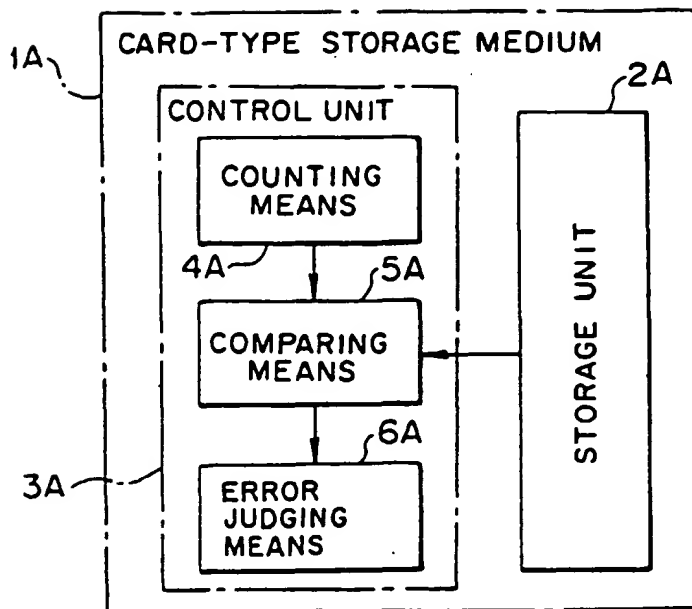 CARD-TYPE STORAGE MEDIUM
1A
2A
CONTROL UNIT
COUNTING
MEANS
4A
5A
COMPARING
MEANS
STORAGE UNIT
6A
3A
ERROR
JUDGING
MEANS